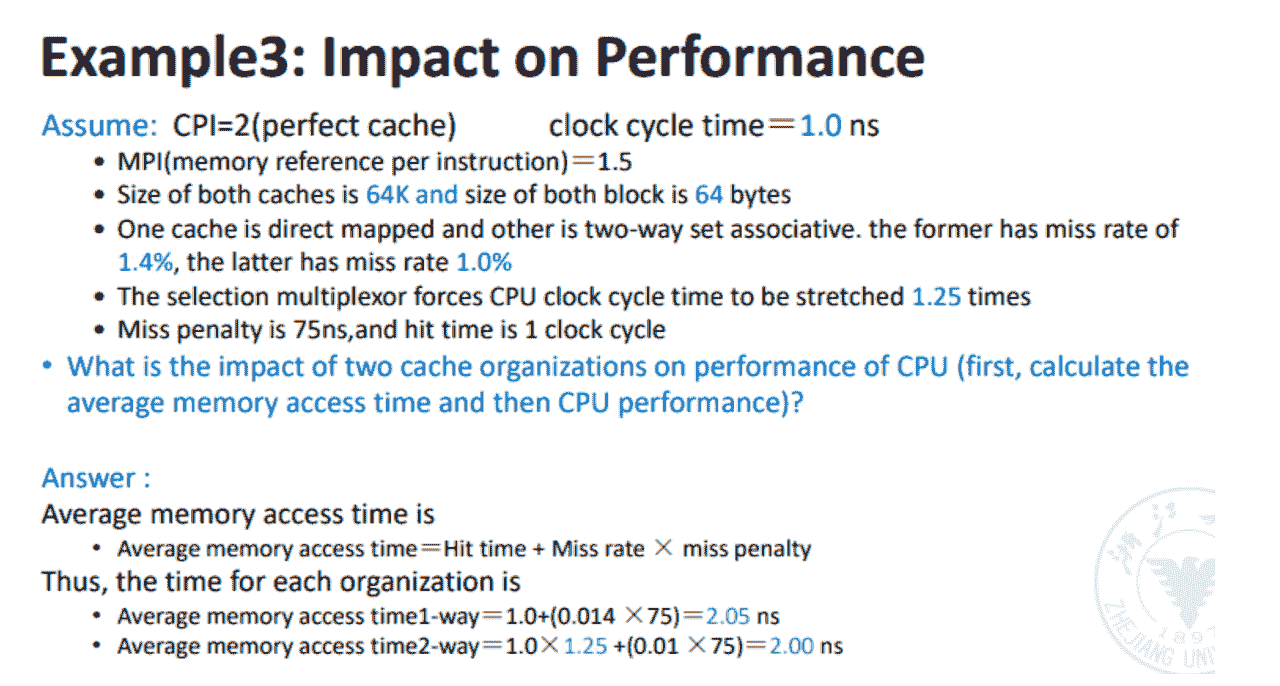 Example3: Impact on Performance
Assume: CPI=2(perfect cache) clock cycle time=1.0 ns
• MPI(memory reference per instruction)=1.5
• Size of both caches is 64K and size of both block is 64 bytes
• One cache is direct mapped and other is two-way set associative. the former has miss rate of
1.4%, the latter has miss rate 1.0%
• The selection multiplexor forces CPU clock cycle time to be stretched 1.25 times
• Miss penalty is 75ns,and hit time is 1 clock cycle
• What is the impact of two cache organizations on performance of CPU (first, calculate the
average memory access time and then CPU performance)?
Answer :
Average memory access time is
• Average memory access time=Hit time + Miss rate × miss penalty
Thus, the time for each organization is
• Average memory access time1-way=1.0+(0.014 ×75)=2.05 ns
• Average memory access time2-way=1.0×1.25 +(0.01 ×75)=2.00 ns
ZHEJIANG UNI